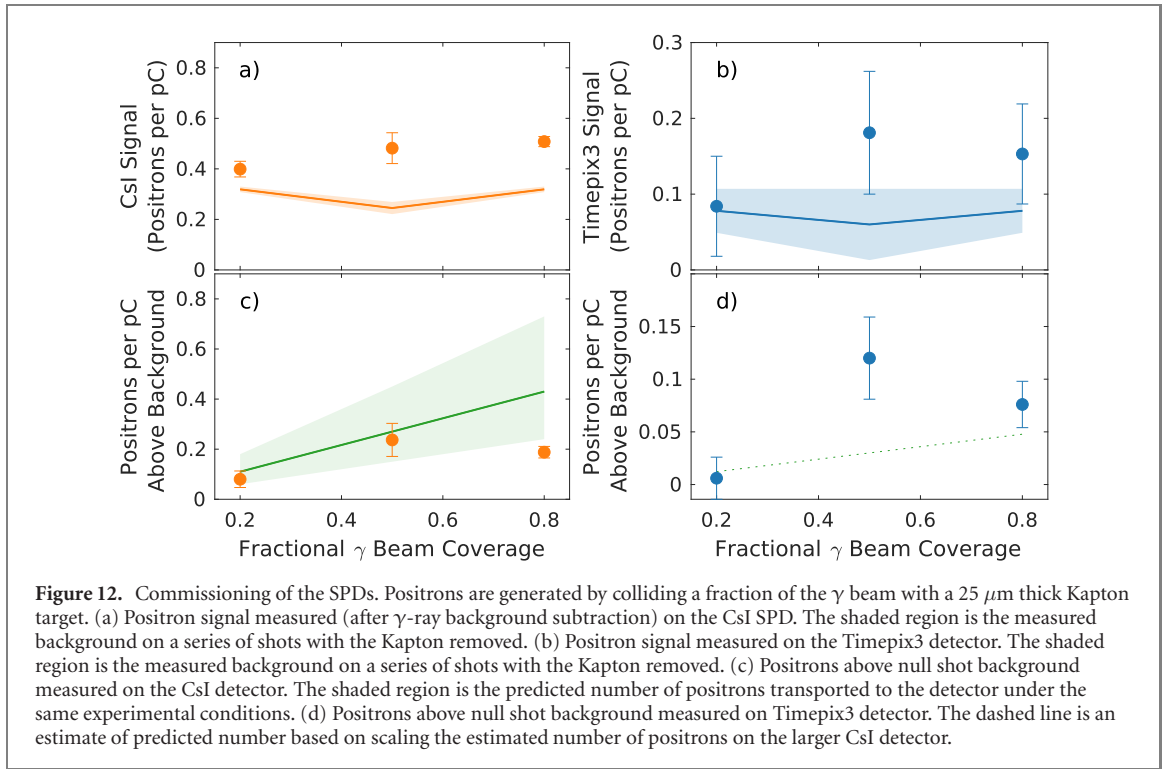 a)
0.8
0.6
0.4
0.2
0
CsI Signal
(Positrons per pC)
b)
0.3
0.2
0.1
0
Timepix3 Signal
(Positrons per pC)
c)
0.8
0.6
0.4
0.2
0
Positrons per pC
Above Background
0.2 0.4 0.6 0.8
Fractional γ Beam Coverage
d)
0.15
0.1
0.05
0
Positrons per pC
Above Background
0.2 0.4 0.6 0.8
Fractional γ Beam Coverage
Figure 12. Commissioning of the SPDs. Positrons are generated by colliding a fraction of the γ beam with a 25 μm thick Kapton
target. (a) Positron signal measured (after γ-ray background subtraction) on the CsI SPD. The shaded region is the measured
background on a series of shots with the Kapton removed. (b) Positron signal measured on the Timepix3 detector. The shaded
region is the measured background on a series of shots with the Kapton removed. (c) Positrons above null shot background
measured on the CsI detector. The shaded region is the predicted number of positrons transported to the detector under the
same experimental conditions. (d) Positrons above null shot background measured on Timepix3 detector. The dashed line is an
estimate of predicted number based on scaling the estimated number of positrons on the larger CsI detector.